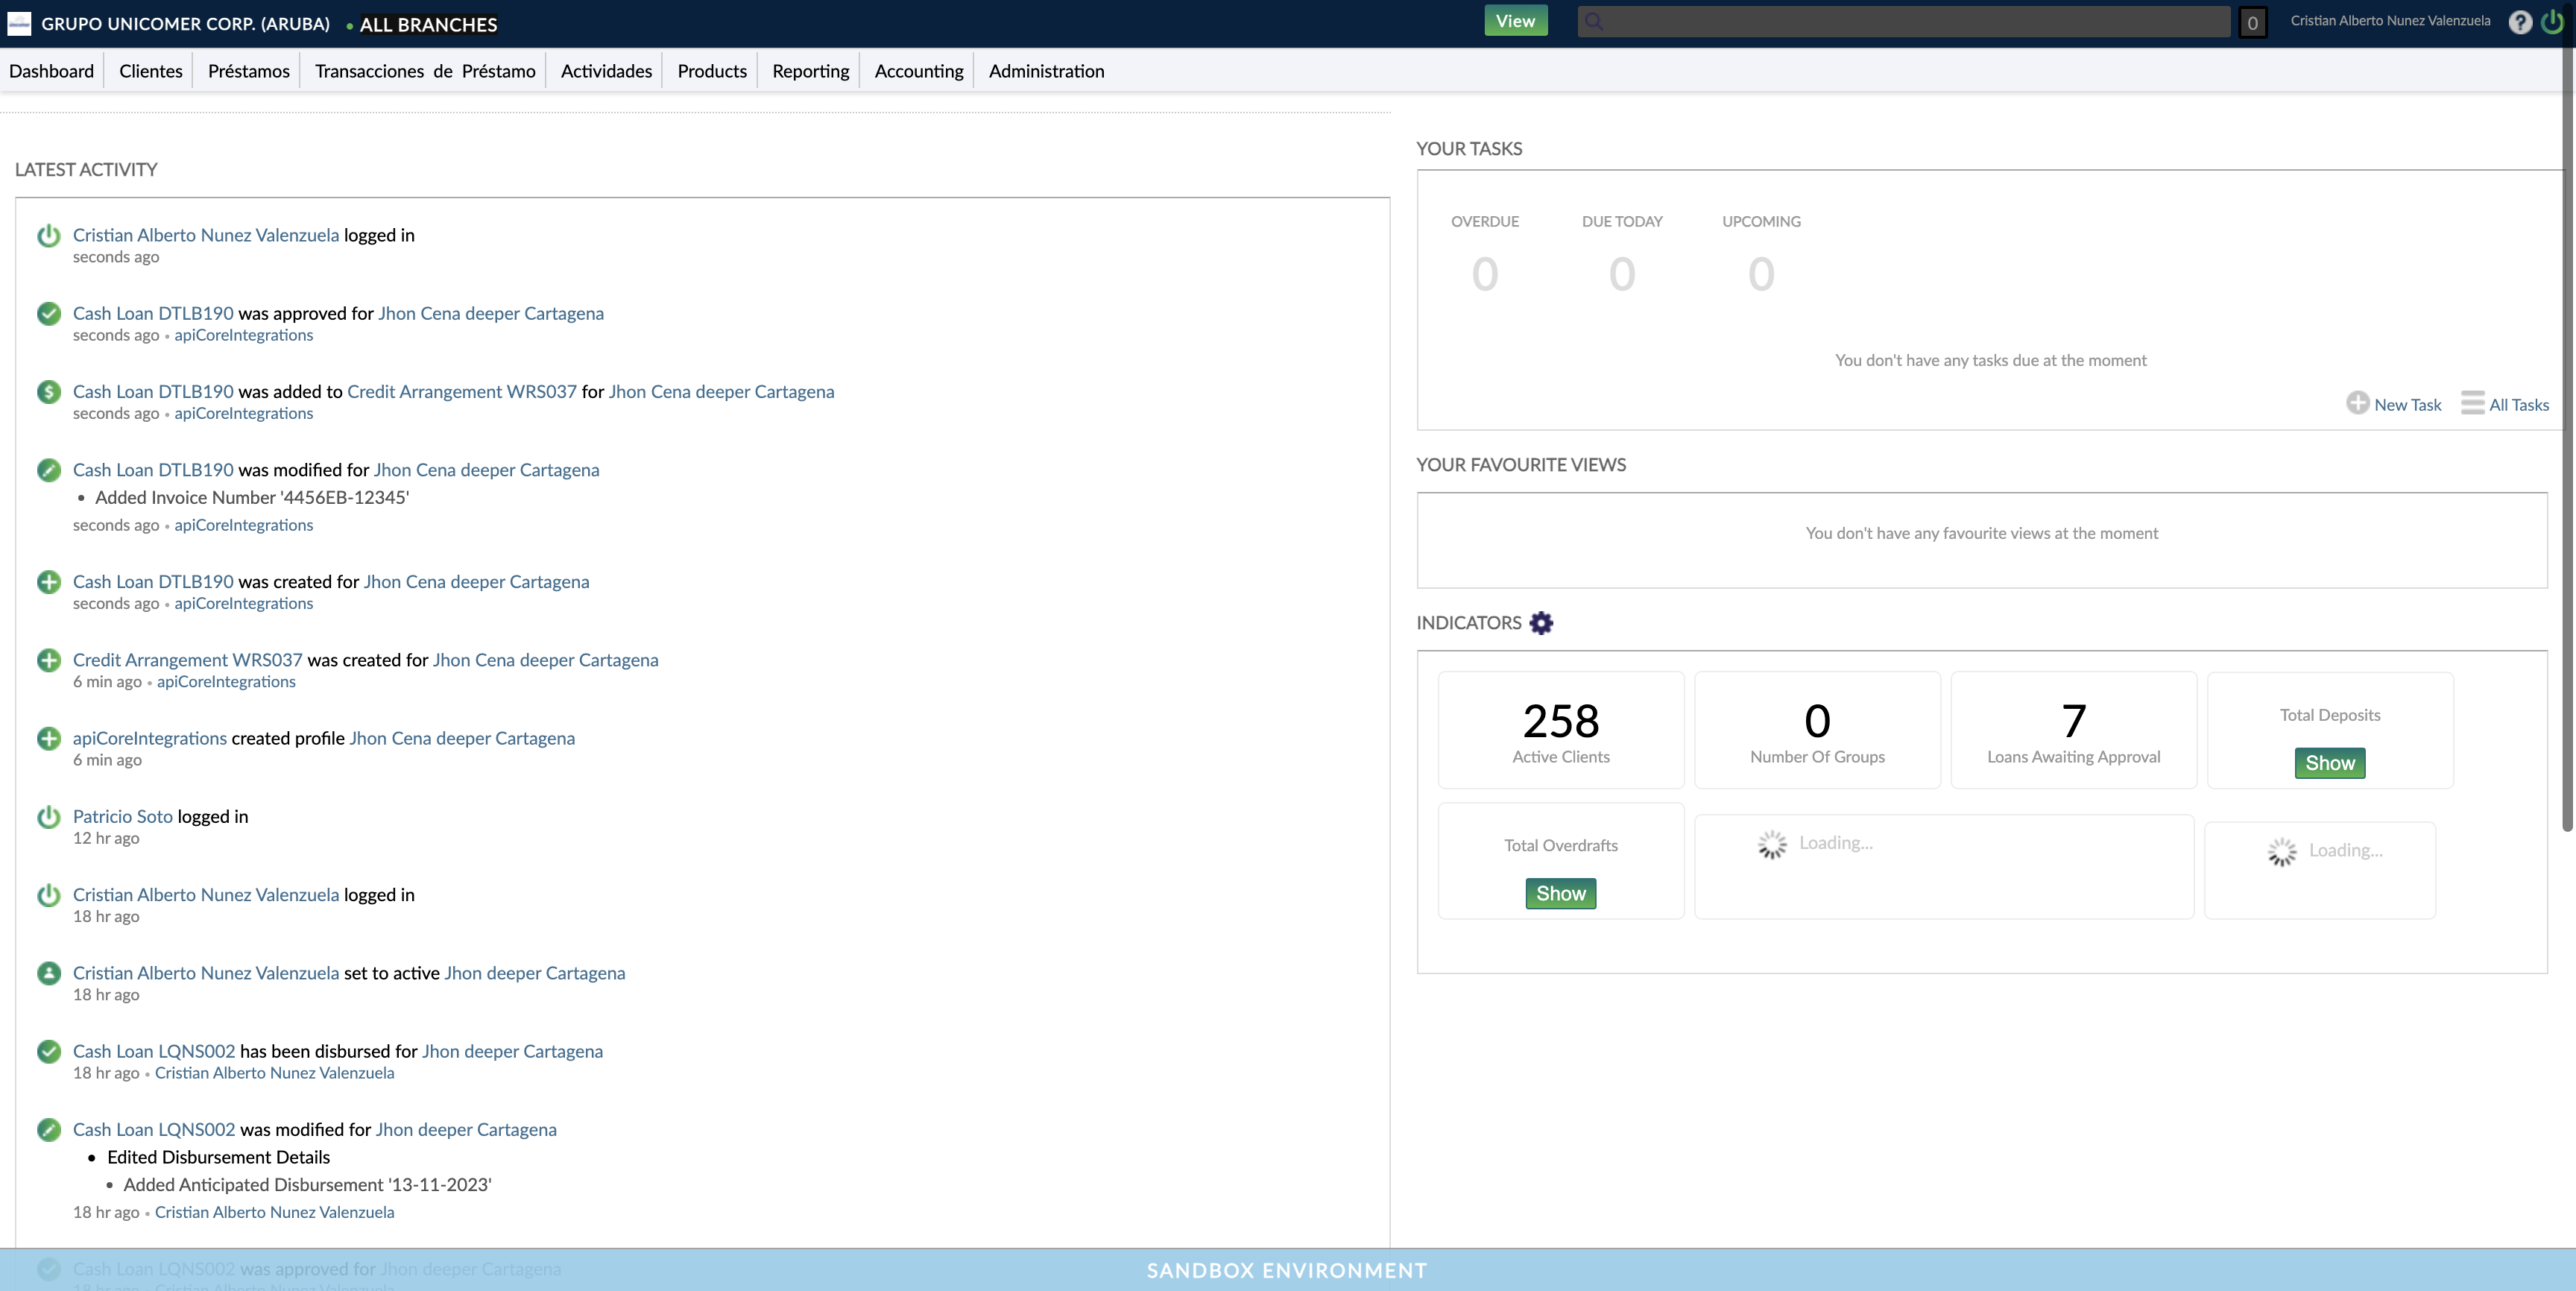 GRUPO UNICOMER CORP. (ARUBA) • ALL BRANCHES
View
0
Cristian Alberto Nunez Valenzuela
?
Dashboard
Clientes
Préstamos
Transacciones de Préstamo
Actividades
Products
Reporting
Accounting
Administration
LATEST ACTIVITY
Cristian Alberto Nunez Valenzuela logged in
seconds ago
Cash Loan DTLB190 was approved for Jhon Cena deeper Cartagena
seconds ago • apiCoreIntegrations
Cash Loan DTLB190 was added to Credit Arrangement WRS037 for Jhon Cena deeper Cartagena
seconds ago • apiCoreIntegrations
Cash Loan DTLB190 was modified for Jhon Cena deeper Cartagena
• Added Invoice Number '4456EB-12345'
seconds ago • apiCoreIntegrations
Cash Loan DTLB190 was created for Jhon Cena deeper Cartagena
seconds ago • apiCoreIntegrations
Credit Arrangement WRS037 was created for Jhon Cena deeper Cartagena
6 min ago • apiCoreIntegrations
apiCoreIntegrations created profile Jhon Cena deeper Cartagena
6 min ago
Patricio Soto logged in
12 hr ago
Cristian Alberto Nunez Valenzuela logged in
18 hr ago
Cristian Alberto Nunez Valenzuela set to active Jhon deeper Cartagena
18 hr ago
Cash Loan LQNS002 has been disbursed for Jhon deeper Cartagena
18 hr ago • Cristian Alberto Nunez Valenzuela
Cash Loan LQNS002 was modified for Jhon deeper Cartagena
• Edited Disbursement Details
• Added Anticipated Disbursement '13-11-2023'
18 hr ago • Cristian Alberto Nunez Valenzuela
Cash Loan LQNS002 was approved for Jhon deeper Cartagena
18 hr ago • Cristian Alberto Nunez Valenzuela
YOUR TASKS
OVERDUE DUE TODAY UPCOMING
0 0 0
You don't have any tasks due at the moment
New Task All Tasks
YOUR FAVOURITE VIEWS
You don't have any favourite views at the moment
INDICATORS
258
Active Clients
0
Number Of Groups
7
Loans Awaiting Approval
Total Deposits
Show
Total Overdrafts
Show
Loading...
Loading...
SANDBOX ENVIRONMENT